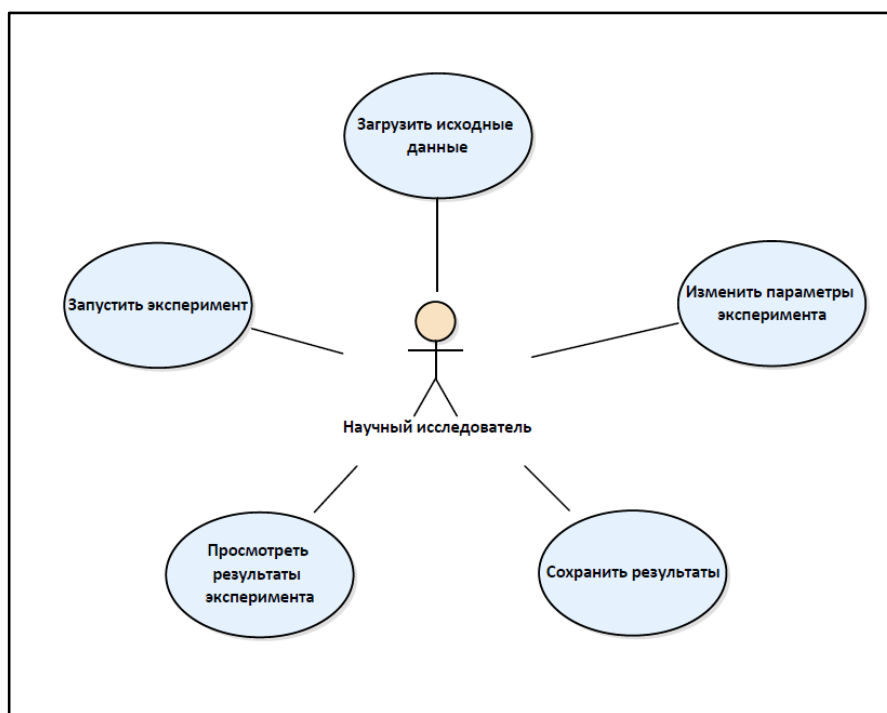 Загрузить исходные
данные
Запустить эксперимент
Изменить параметры
эксперимента
Научный исследователь
Просмотреть
результаты
эксперимента
Сохранить результаты